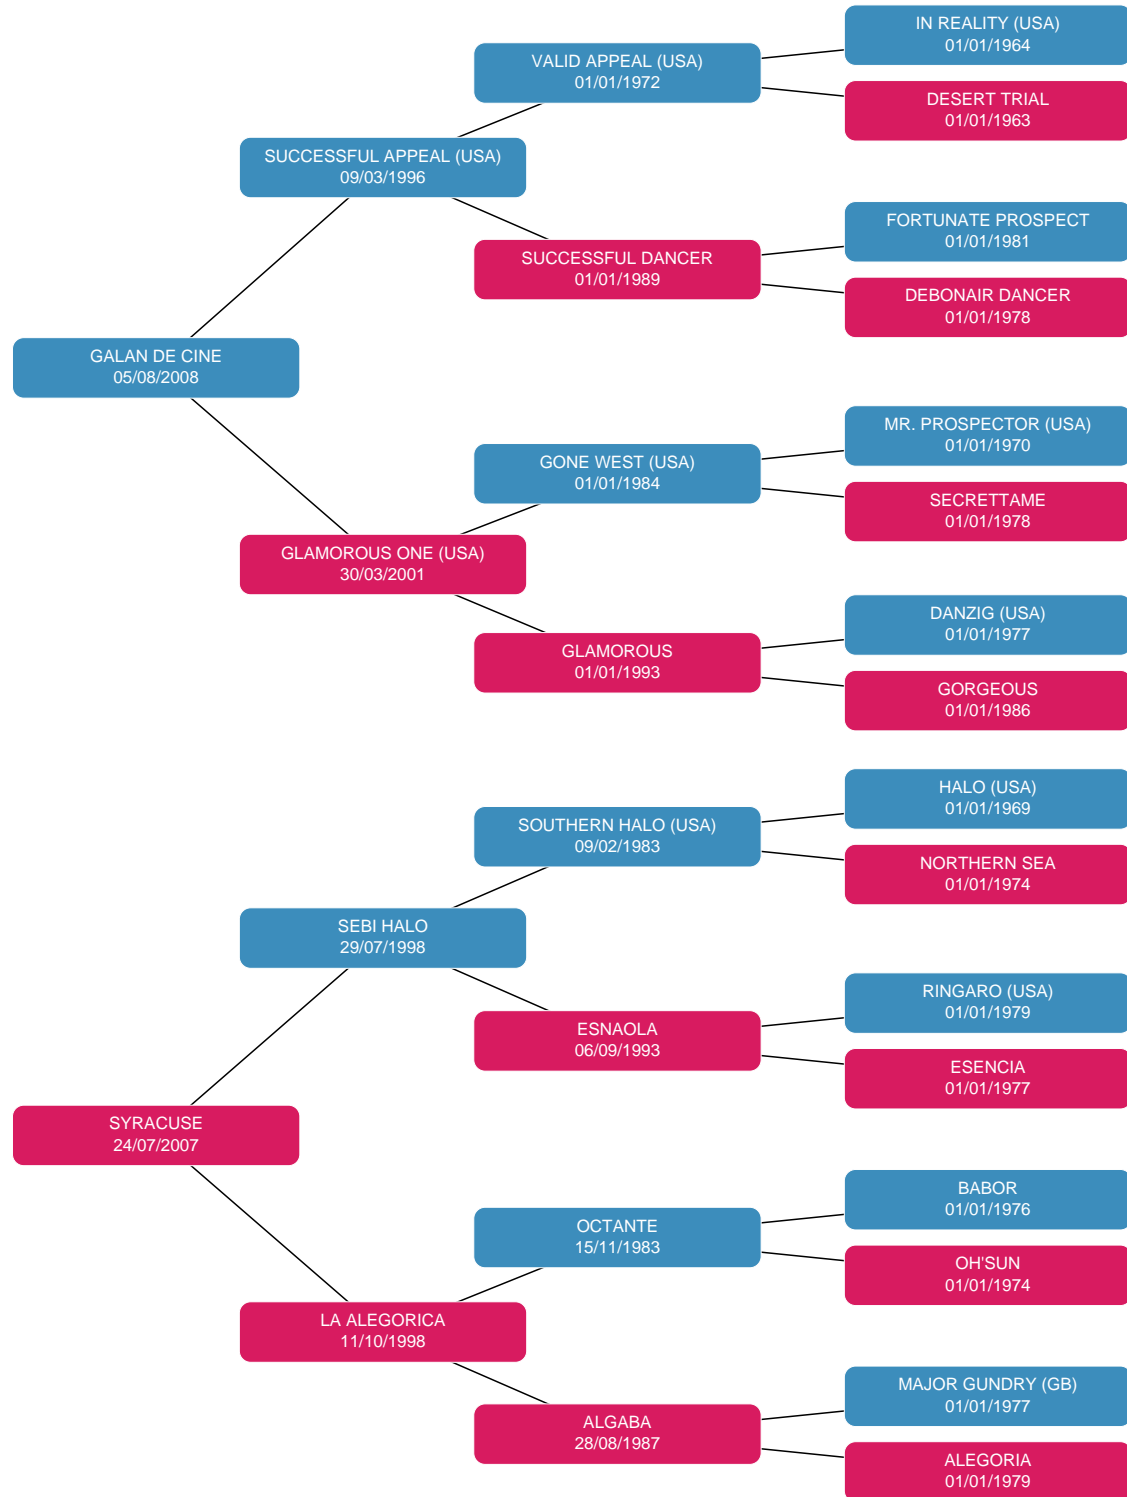 IN REALITY (USA)
01/01/1964
VALID APPEAL (USA)
01/01/1972
DESERT TRIAL
01/01/1963
SUCCESSFUL APPEAL (USA)
09/03/1996
FORTUNATE PROSPECT
01/01/1981
SUCCESSFUL DANCER
01/01/1989
DEBONAIR DANCER
01/01/1978
GALAN DE CINE
05/08/2008
MR. PROSPECTOR (USA)
01/01/1970
GONE WEST (USA)
01/01/1984
SECRETTAME
01/01/1978
GLAMOROUS ONE (USA)
30/03/2001
DANZIG (USA)
01/01/1977
GLAMOROUS
01/01/1993
GORGEOUS
01/01/1986
HALO (USA)
01/01/1969
SOUTHERN HALO (USA)
09/02/1983
NORTHERN SEA
01/01/1974
SEBI HALO
29/07/1998
RINGARO (USA)
01/01/1979
ESNAOLA
06/09/1993
ESENCIA
01/01/1977
SYRACUSE
24/07/2007
BABOR
01/01/1976
OCTANTE
15/11/1983
OH'SUN
01/01/1974
LA ALEGORICA
11/10/1998
MAJOR GUNDRY (GB)
01/01/1977
ALGABA
28/08/1987
ALEGORIA
01/01/1979